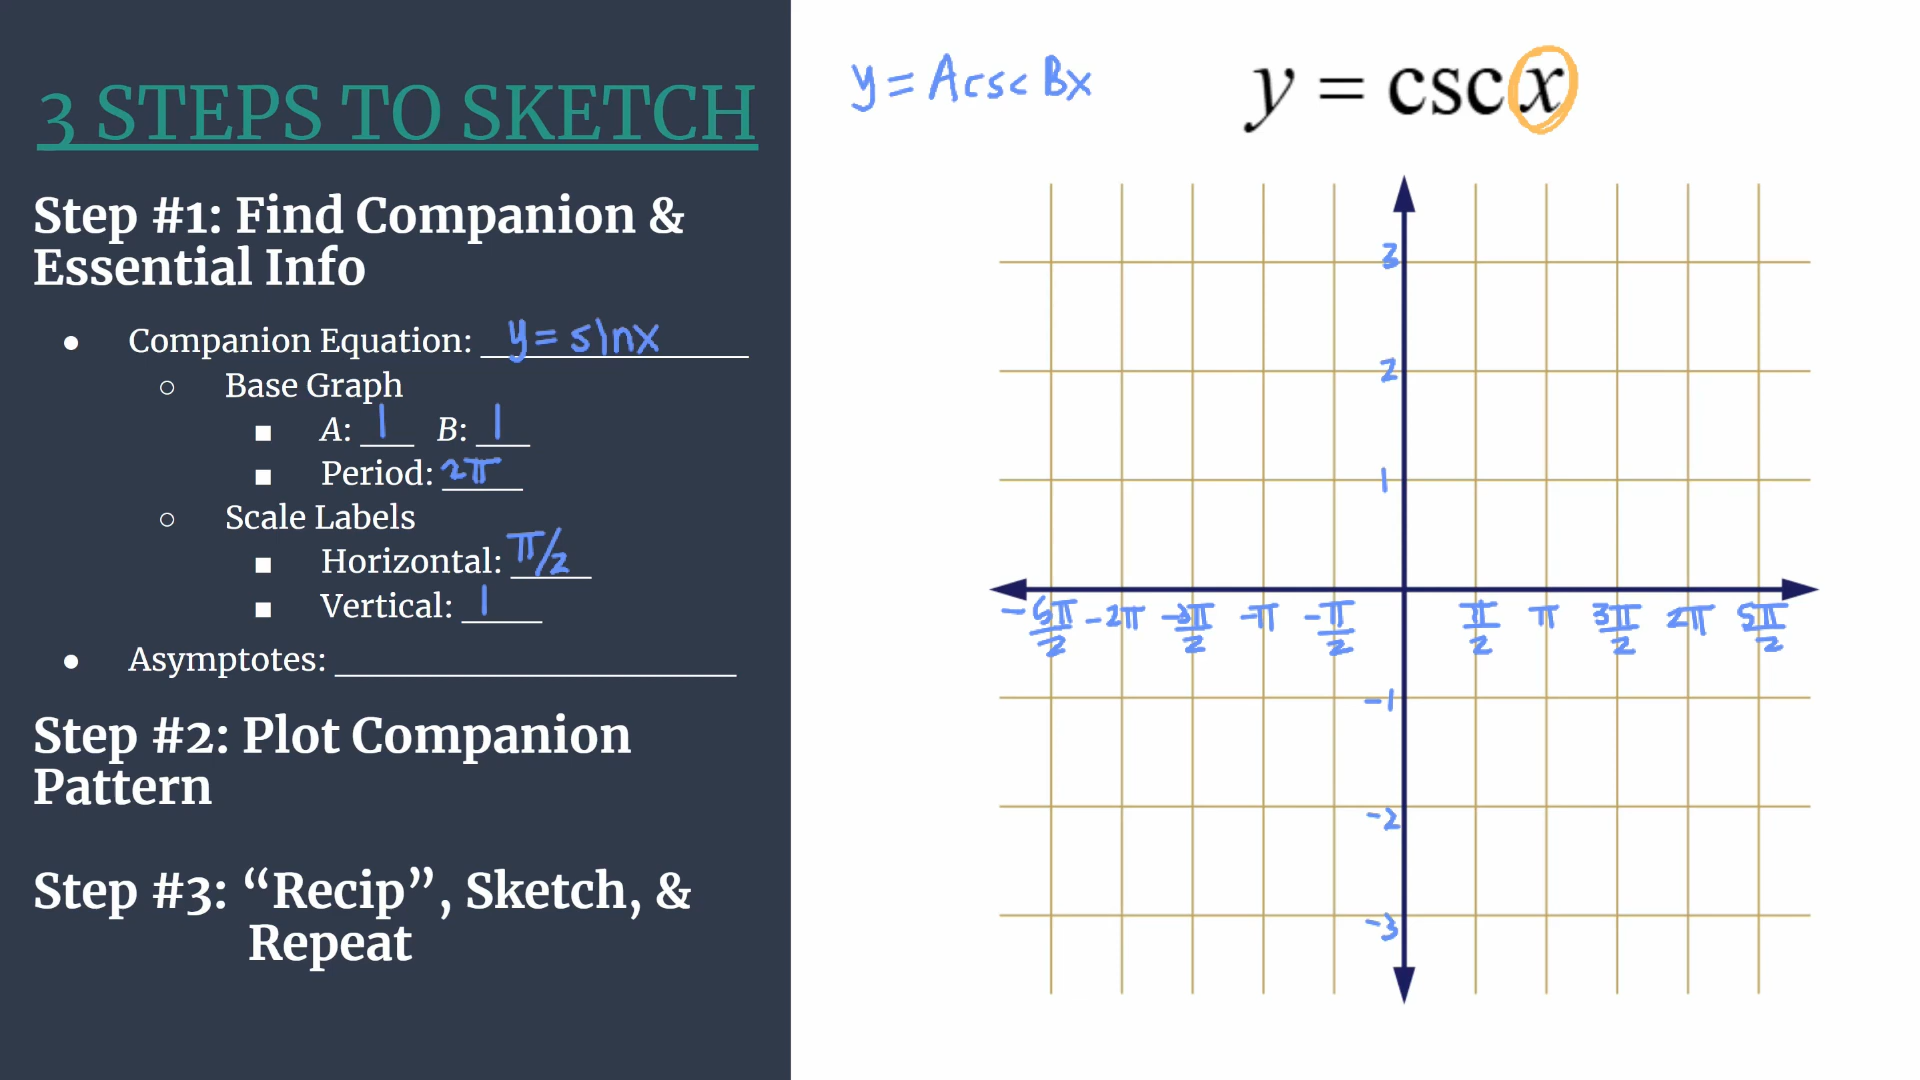 3 STEPS TO SKETCH
Step #1: Find Companion &
Essential Info
● Companion Equation: y = sinx
○ Base Graph
■ A: 1 B: 1
■ Period: 2π
○ Scale Labels
■ Horizontal: π/2
■ Vertical: 1
● Asymptotes: ____
Step #2: Plot Companion
Pattern
Step #3: “Recip”, Sketch, &
Repeat
y = A csc Bx
y = csc x
3
2
1
-5π/2 -2π -3π/2 -π -π/2 π/2 π 3π/2 2π 5π/2
-1
-2
-3